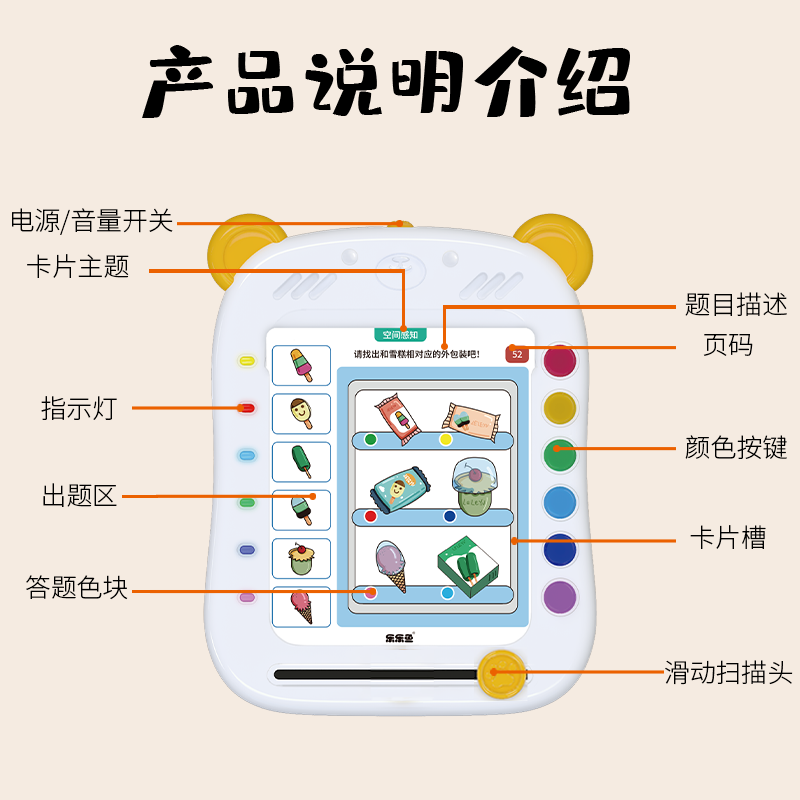 产品说明介绍
电源/音量开关
卡片主题
题目描述
页码
指示灯
颜色按键
出题区
卡片槽
答题色块
滑动扫描头
空间感知
请找出和雪糕相对应的外包装吧!
52
乐乐鱼